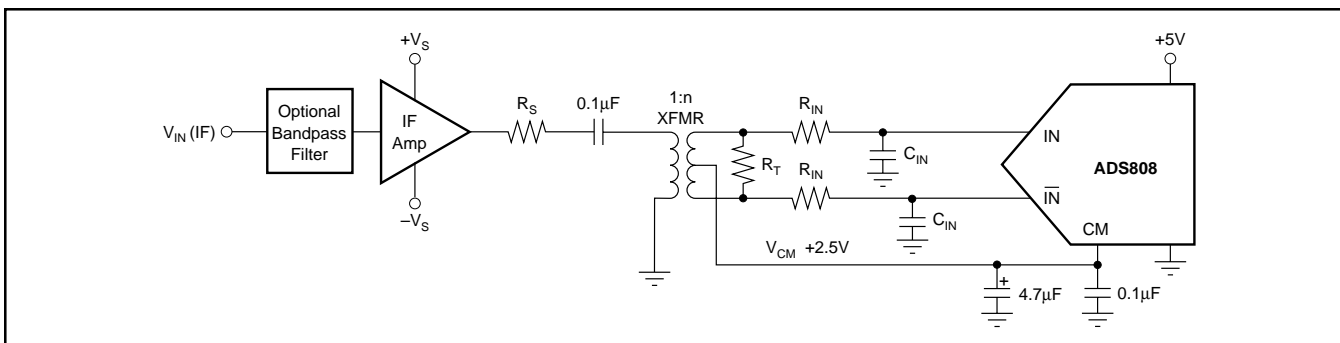 +V_S
+5V
V_IN (IF)
Optional
Bandpass
Filter
IF
Amp
R_S
0.1µF
1:n
XFMR
R_IN
R_T
C_IN
IN
ADS808
R_IN
I̅N̅
C_IN
CM
–V_S
V_CM +2.5V
+
4.7µF
0.1µF